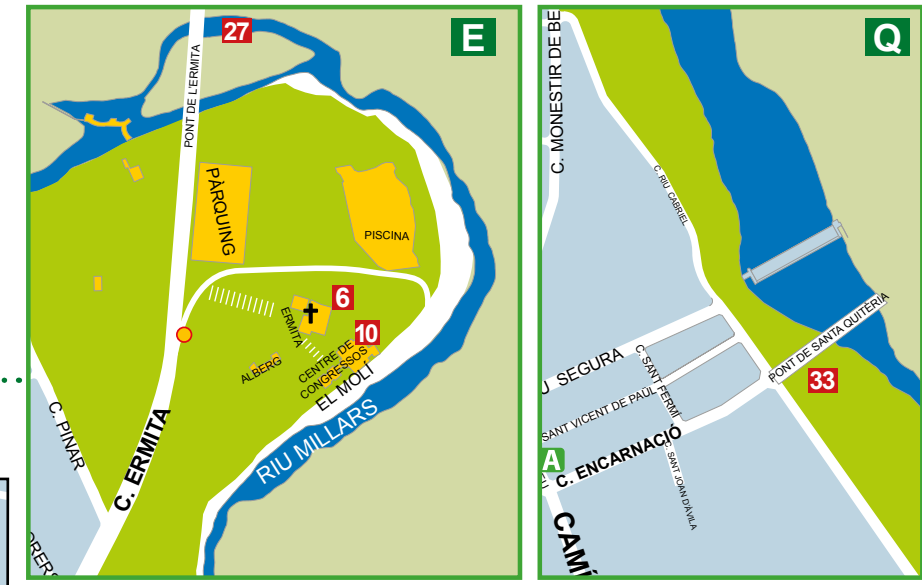 27
E
PONT DE L'ERMITA
PÀRQUING
PISCINA
6
ERMITA
10
CENTRE DE
CONGRESSOS
ALBERG
EL MOLÍ
RIU MILLARS
C. ERMITA
C. PINAR
ORERS
Q
C. MONESTIR DE BE
C. RIU CABRIEL
PONT DE SANTA QUITÈRIA
33
U SEGURA
C. SANT FERMÍ
SANT VICENT DE PAÜL
A
C. ENCARNACIÓ
C. SANT JOAN D'ÀVILA
CAMÍ